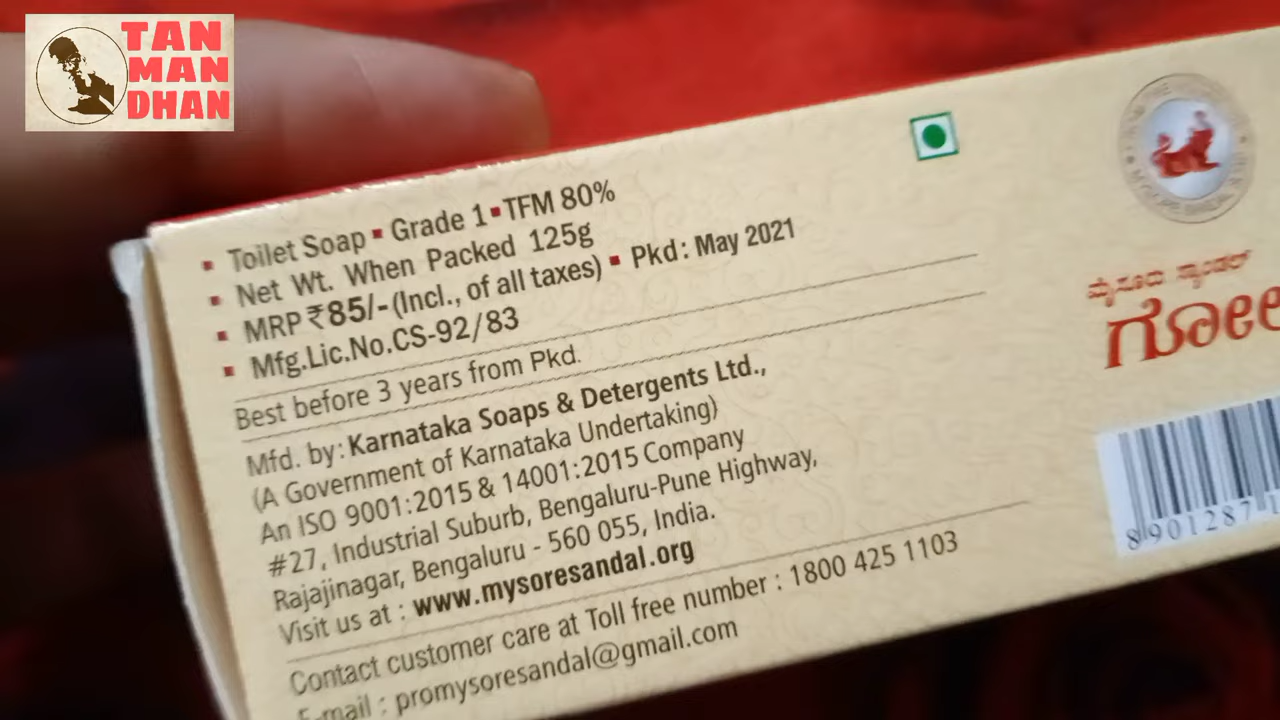 TAN
MAN
DHAN
▪ Toilet Soap ▪ Grade 1 ▪ TFM 80%
▪ Net Wt. When Packed 125g
▪ MRP ₹85/- (Incl., of all taxes) ▪ Pkd : May 2021
▪ Mfg.Lic.No.CS-92/83
Best before 3 years from Pkd.
Mfd. by: Karnataka Soaps & Detergents Ltd.,
(A Government of Karnataka Undertaking)
An ISO 9001:2015 & 14001:2015 Company
#27, Industrial Suburb, Bengaluru-Pune Highway,
Rajajinagar, Bengaluru - 560 055, India.
Visit us at : www.mysoresandal.org
Contact customer care at Toll free number : 1800 425 1103
E-mail : promysoresandal@gmail.com
ಮೈಸೂರು ಸ್ಯಾಂಡಲ್
8 901287 1